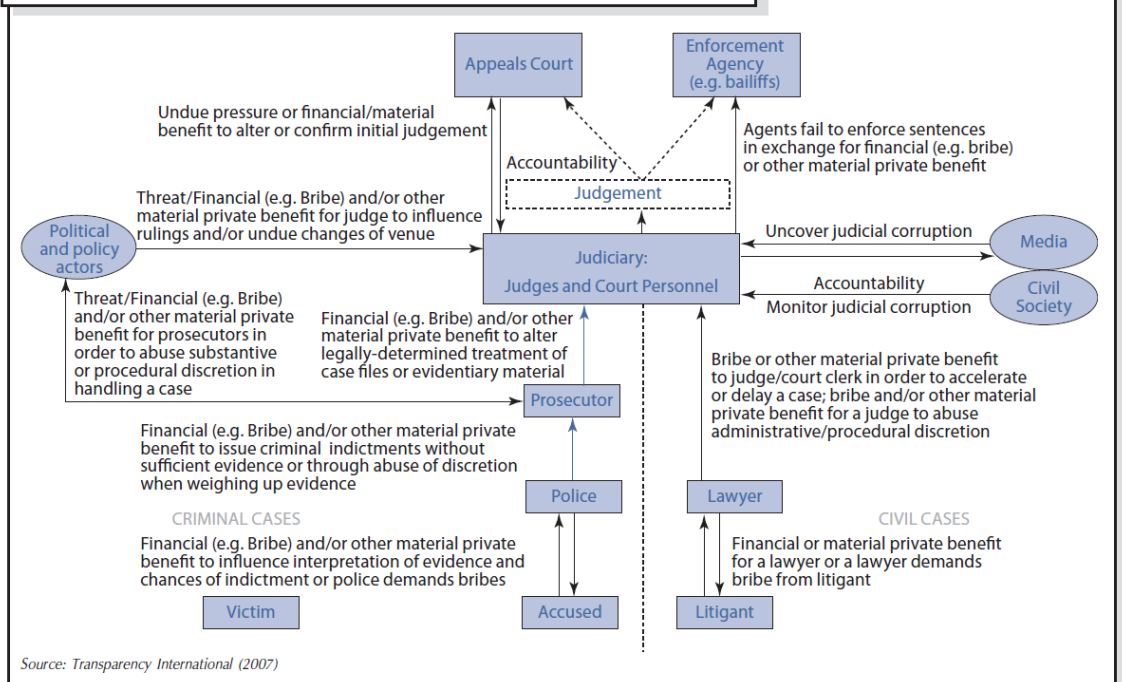 Appeals Court
Enforcement
Agency
(e.g. bailiffs)
Undue pressure or financial/material
benefit to alter or confirm initial judgement
Agents fail to enforce sentences
in exchange for financial (e.g. bribe)
or other material private benefit
Accountability
Judgement
Threat/Financial (e.g. Bribe) and/or other
material private benefit for judge to influence
rulings and/or undue changes of venue
Political
and policy
actors
Judiciary:
Judges and Court Personnel
Uncover judicial corruption
Media
Accountability
Monitor judicial corruption
Civil
Society
Threat/Financial (e.g. Bribe)
and/or other material private
benefit for prosecutors in
order to abuse substantive
or procedural discretion in
handling a case
Financial (e.g. Bribe) and/or other
material private benefit to alter
legally-determined treatment of
case files or evidentiary material
Bribe or other material private benefit
to judge/court clerk in order to accelerate
or delay a case; bribe and/or other material
private benefit for a judge to abuse
administrative/procedural discretion
Prosecutor
Financial (e.g. Bribe) and/or other material private
benefit to issue criminal indictments without
sufficient evidence or through abuse of discretion
when weighing up evidence
Police
Lawyer
CRIMINAL CASES
CIVIL CASES
Financial (e.g. Bribe) and/or other material private
benefit to influence interpretation of evidence and
chances of indictment or police demands bribes
Financial or material private benefit
for a lawyer or a lawyer demands
bribe from litigant
Victim
Accused
Litigant
Source: Transparency International (2007)